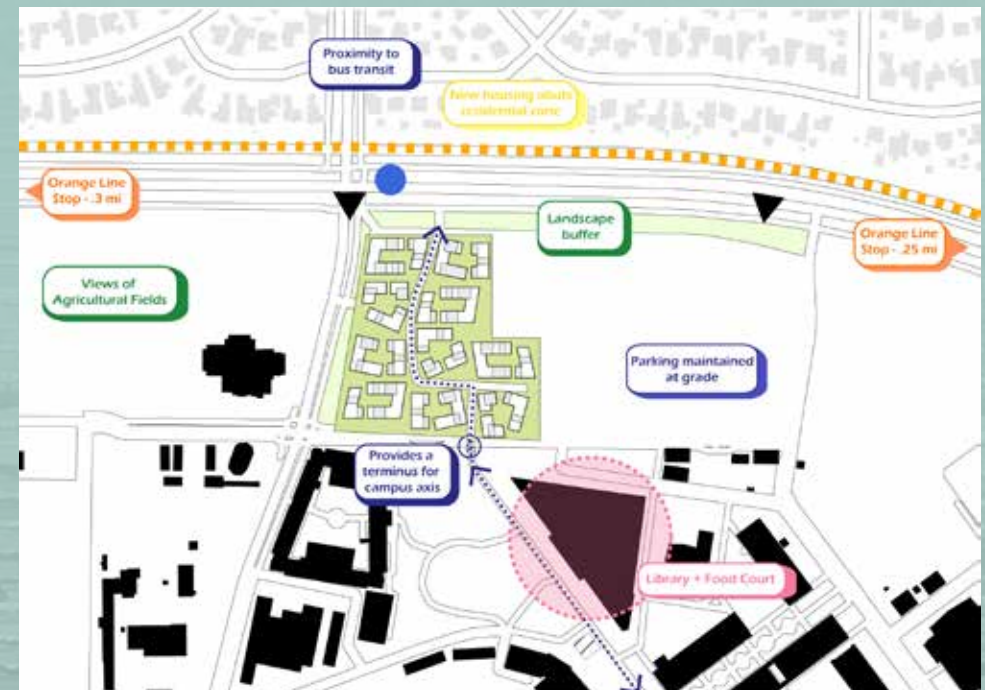 Proximity to
bus transit
New housing abuts
residential zone
Orange Line
Stop - .3 mi
Landscape
buffer
Orange Line
Stop - .25 mi
Views of
Agricultural Fields
Parking maintained
at grade
Provides a
terminus for
campus axis
Library + Food Court